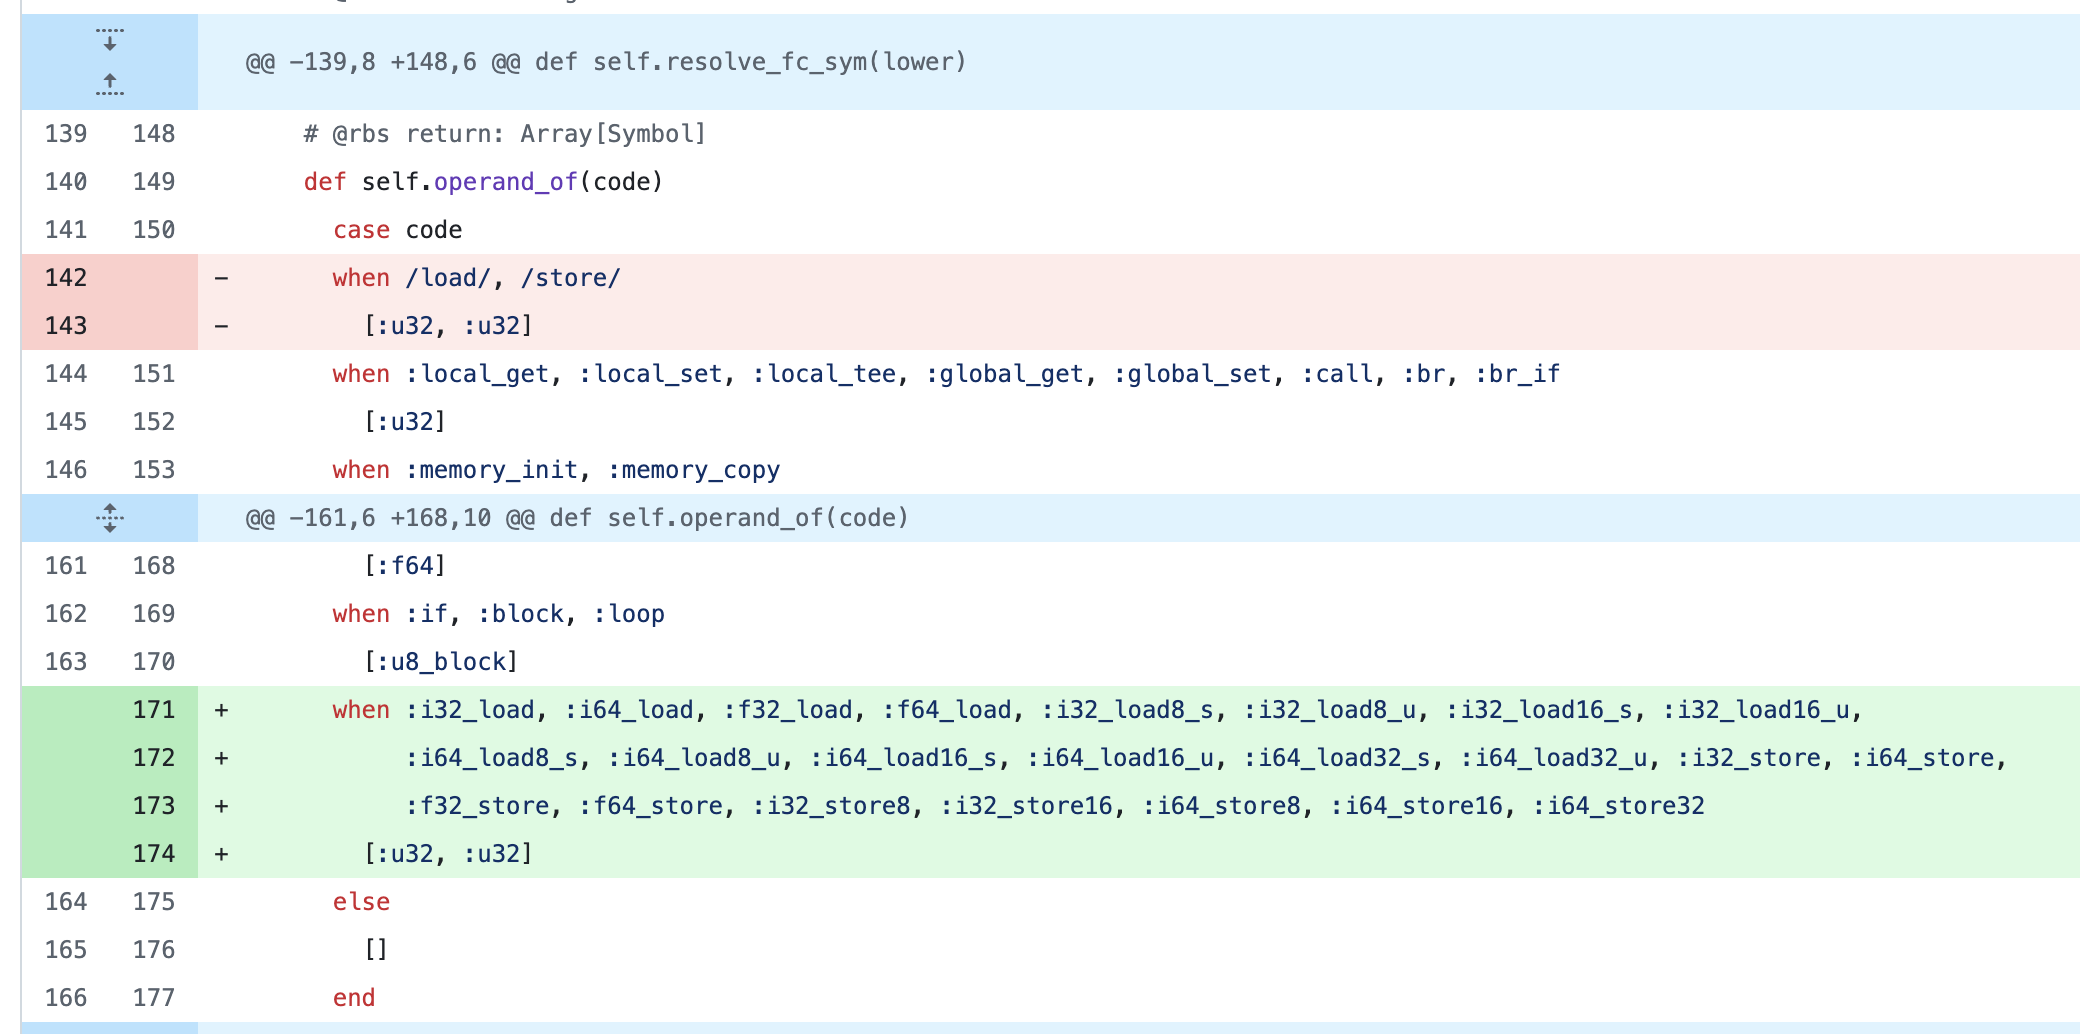 @@ -139,8 +148,6 @@ def self.resolve_fc_sym(lower)
139 148 # @rbs return: Array[Symbol]
140 149 def self.operand_of(code)
141 150 case code
142 - when /load/, /store/
143 - [:u32, :u32]
144 151 when :local_get, :local_set, :local_tee, :global_get, :global_set, :call, :br, :br_if
145 152 [:u32]
146 153 when :memory_init, :memory_copy
@@ -161,6 +168,10 @@ def self.operand_of(code)
161 168 [:f64]
162 169 when :if, :block, :loop
163 170 [:u8_block]
171 + when :i32_load, :i64_load, :f32_load, :f64_load, :i32_load8_s, :i32_load8_u, :i32_load16_s, :i32_load16_u,
172 + :i64_load8_s, :i64_load8_u, :i64_load16_s, :i64_load16_u, :i64_load32_s, :i64_load32_u, :i32_store, :i64_store,
173 + :f32_store, :f64_store, :i32_store8, :i32_store16, :i64_store8, :i64_store16, :i64_store32
174 + [:u32, :u32]
164 175 else
165 176 []
166 177 end